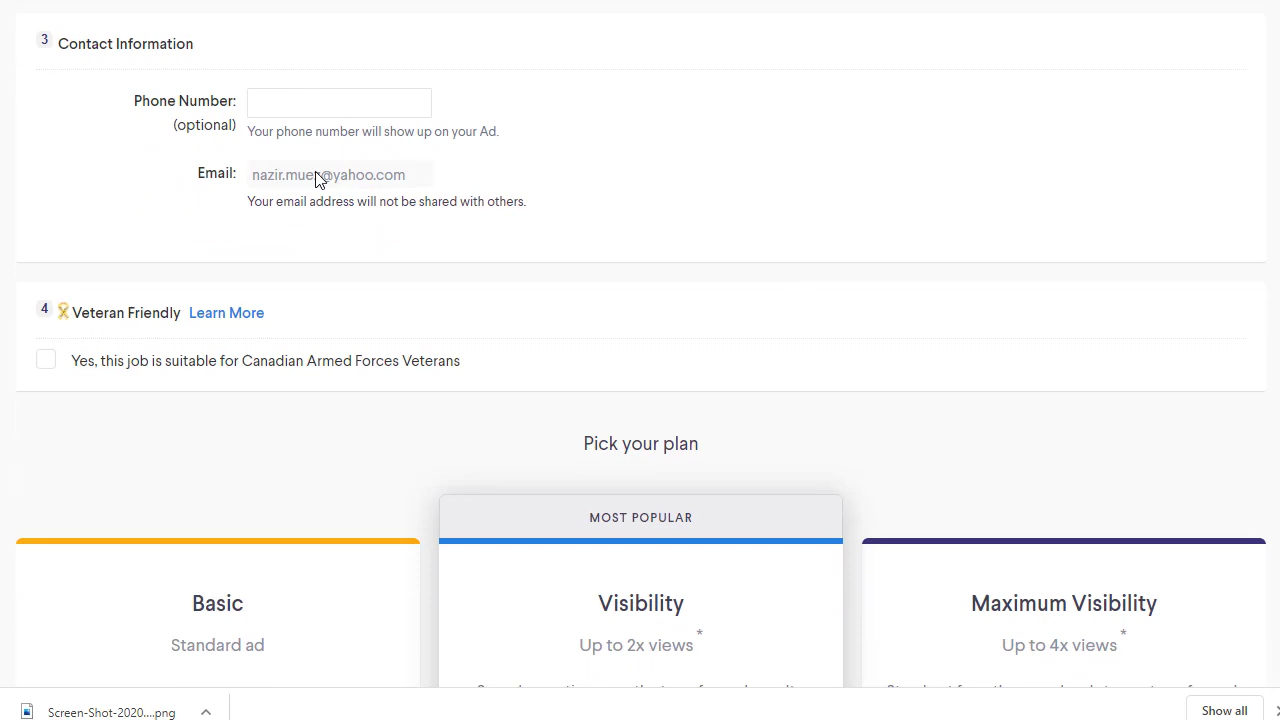 3 Contact Information
Phone Number:
(optional)
Your phone number will show up on your Ad.
Email:
@yahoo.com
Your email address will not be shared with others.
4 Veteran Friendly Learn More
Yes, this job is suitable for Canadian Armed Forces Veterans
Pick your plan
MOST POPULAR
Basic
Visibility
Maximum Visibility
Standard ad
Up to 2x views *
Up to 4x views *
Screen-Shot-2020....png
Show all